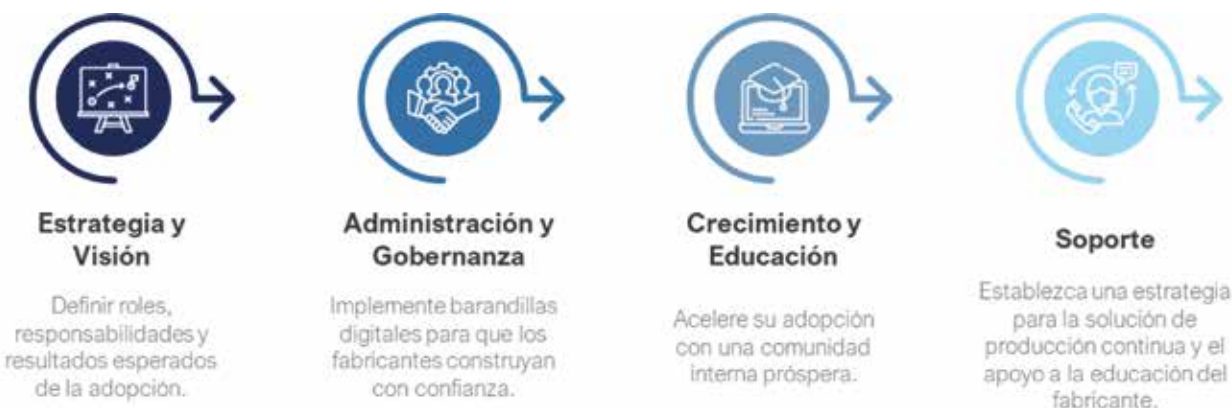 Estrategia y
Visión
Definir roles,
responsabilidades y
resultados esperados
de la adopción.
Administración y
Gobernanza
Implemente barandillas
digitales para que los
fabricantes construyan
con confianza.
Crecimiento y
Educación
Acelere su adopción
con una comunidad
interna próspera.
Soporte
Establezca una estrategia
para la solución de
producción continua y el
apoyo a la educación del
fabricante.